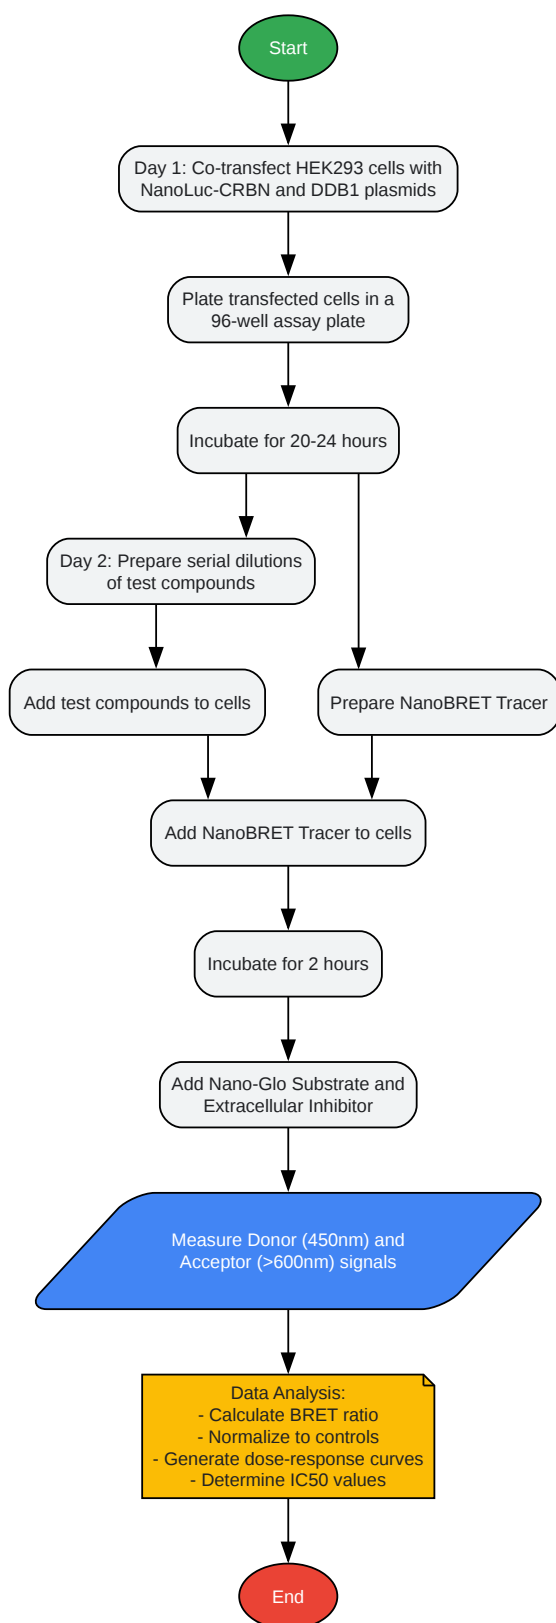 Start
Day 1: Co-transfect HEK293 cells with
NanoLuc-CRBN and DDB1 plasmids
Plate transfected cells in a
96-well assay plate
Incubate for 20-24 hours
Day 2: Prepare serial dilutions
of test compounds
Add test compounds to cells
Prepare NanoBRET Tracer
Add NanoBRET Tracer to cells
Incubate for 2 hours
Add Nano-Glo Substrate and
Extracellular Inhibitor
Measure Donor (450nm) and
Acceptor (>600nm) signals
Data Analysis:
- Calculate BRET ratio
- Normalize to controls
- Generate dose-response curves
- Determine IC50 values
End